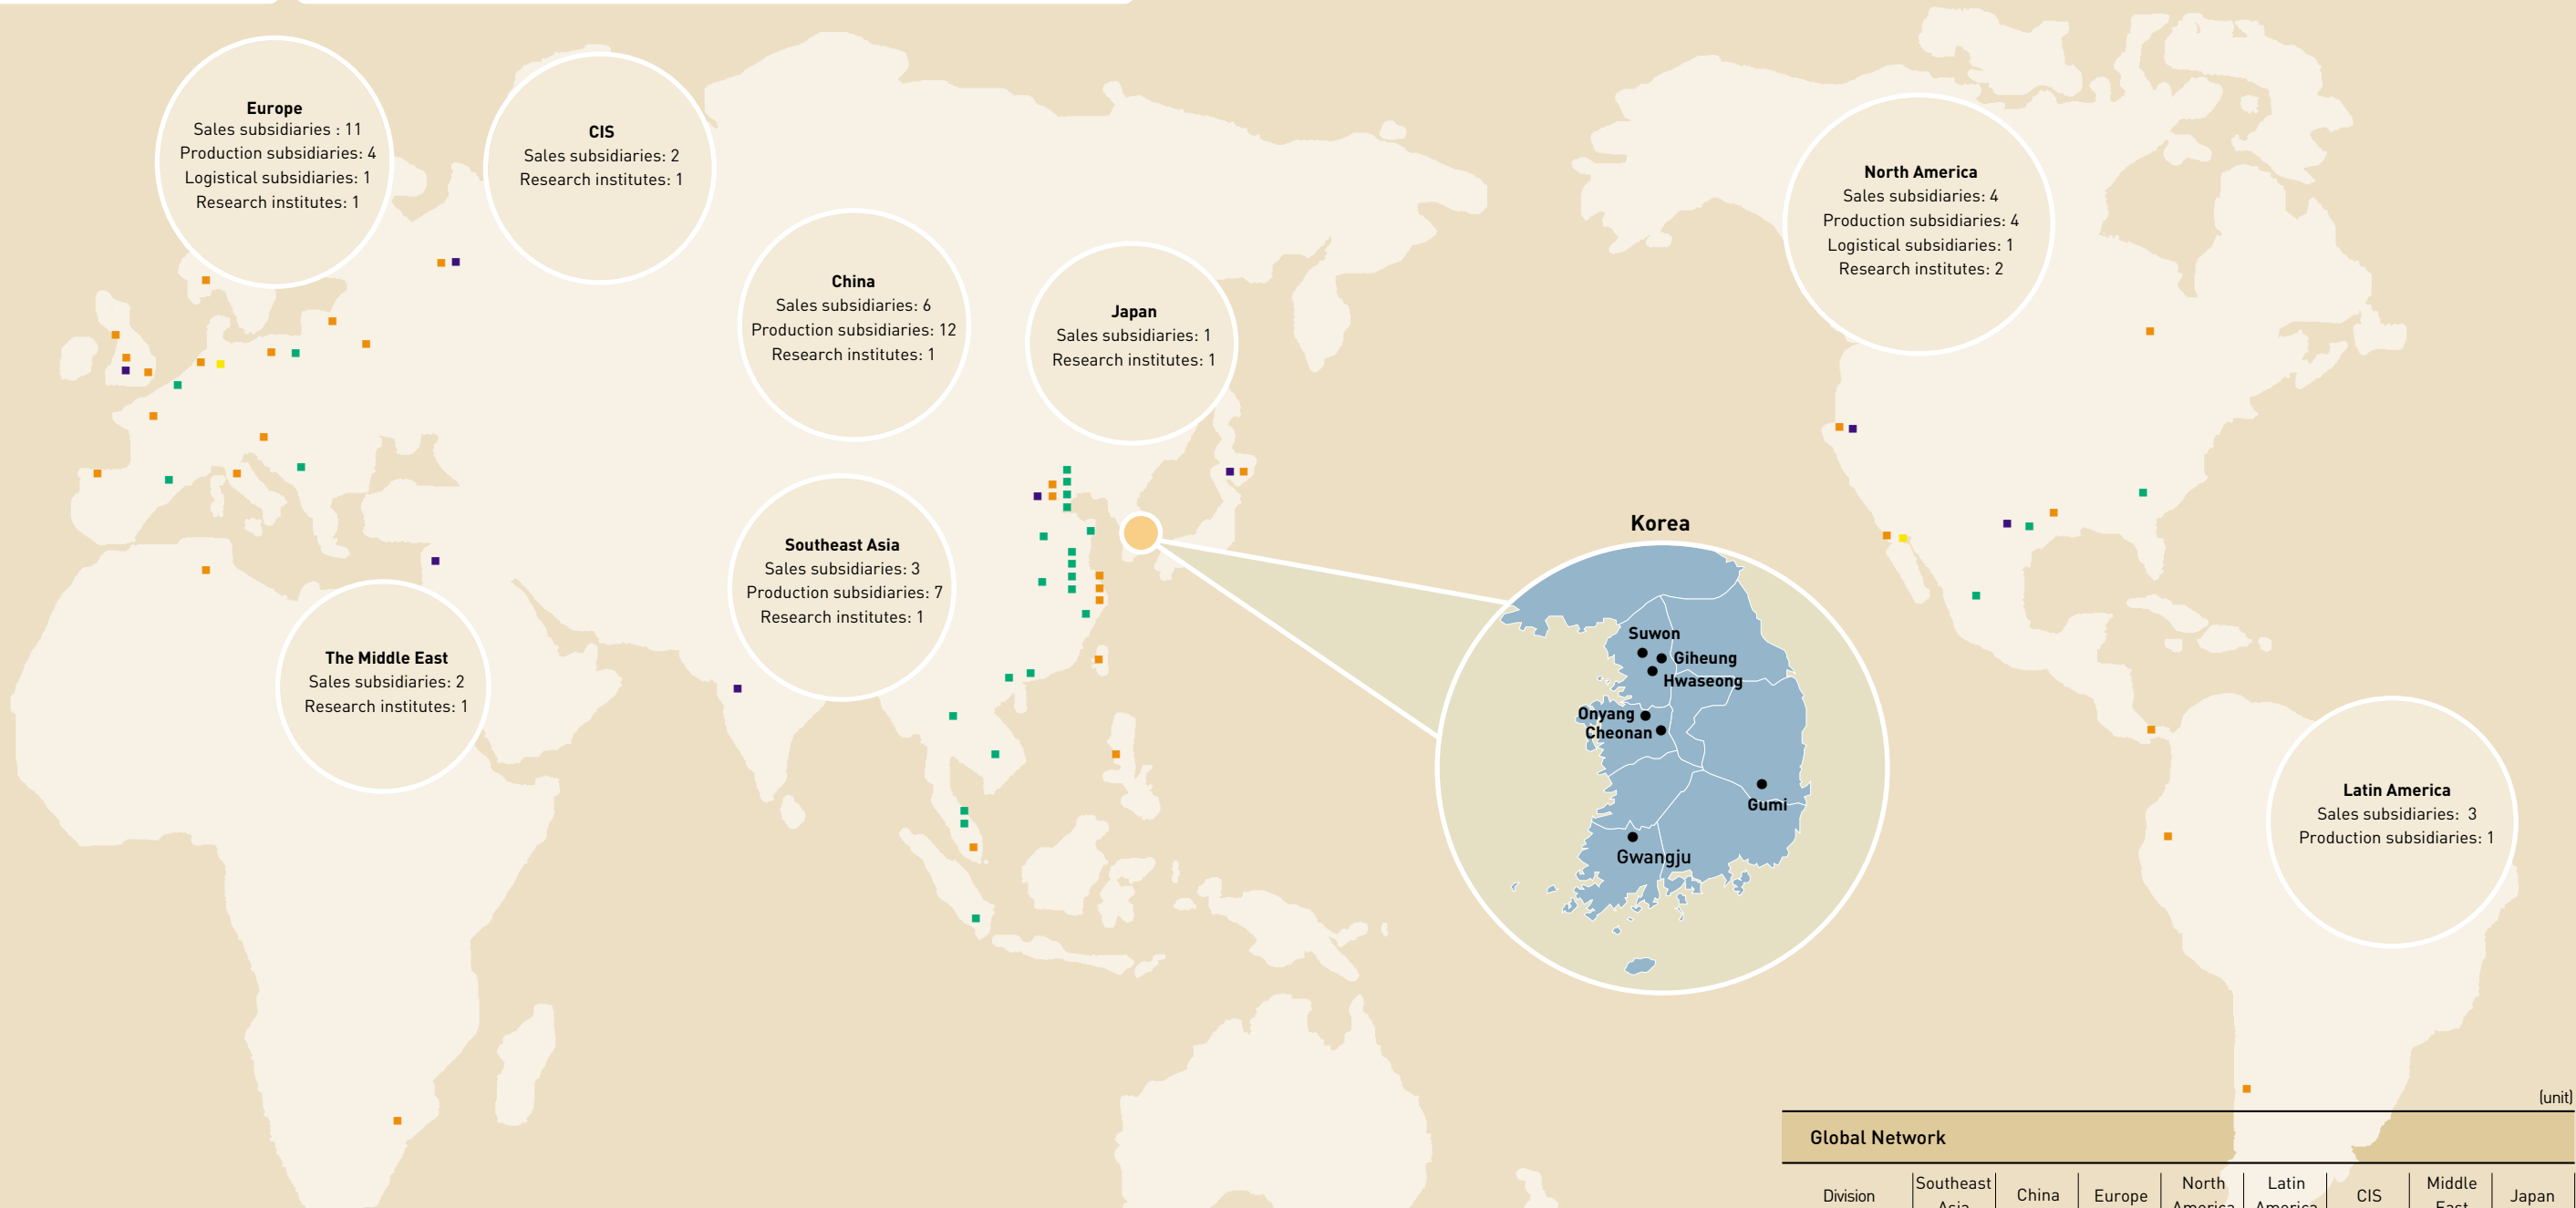 Europe
Sales subsidiaries : 11
Production subsidiaries: 4
Logistical subsidiaries: 1
Research institutes: 1
CIS
Sales subsidiaries: 2
Research institutes: 1
China
Sales subsidiaries: 6
Production subsidiaries: 12
Research institutes: 1
Japan
Sales subsidiaries: 1
Research institutes: 1
North America
Sales subsidiaries: 4
Production subsidiaries: 4
Logistical subsidiaries: 1
Research institutes: 2
Southeast Asia
Sales subsidiaries: 3
Production subsidiaries: 7
Research institutes: 1
The Middle East
Sales subsidiaries: 2
Research institutes: 1
Korea
Suwon
Giheung
Hwaseong
Onyang
Cheonan
Gumi
Gwangju
Latin America
Sales subsidiaries: 3
Production subsidiaries: 1
(unit)
Global Network
Division
Southeast
Asia
China
Europe
North
America
Latin
America
CIS
Middle
East
Japan